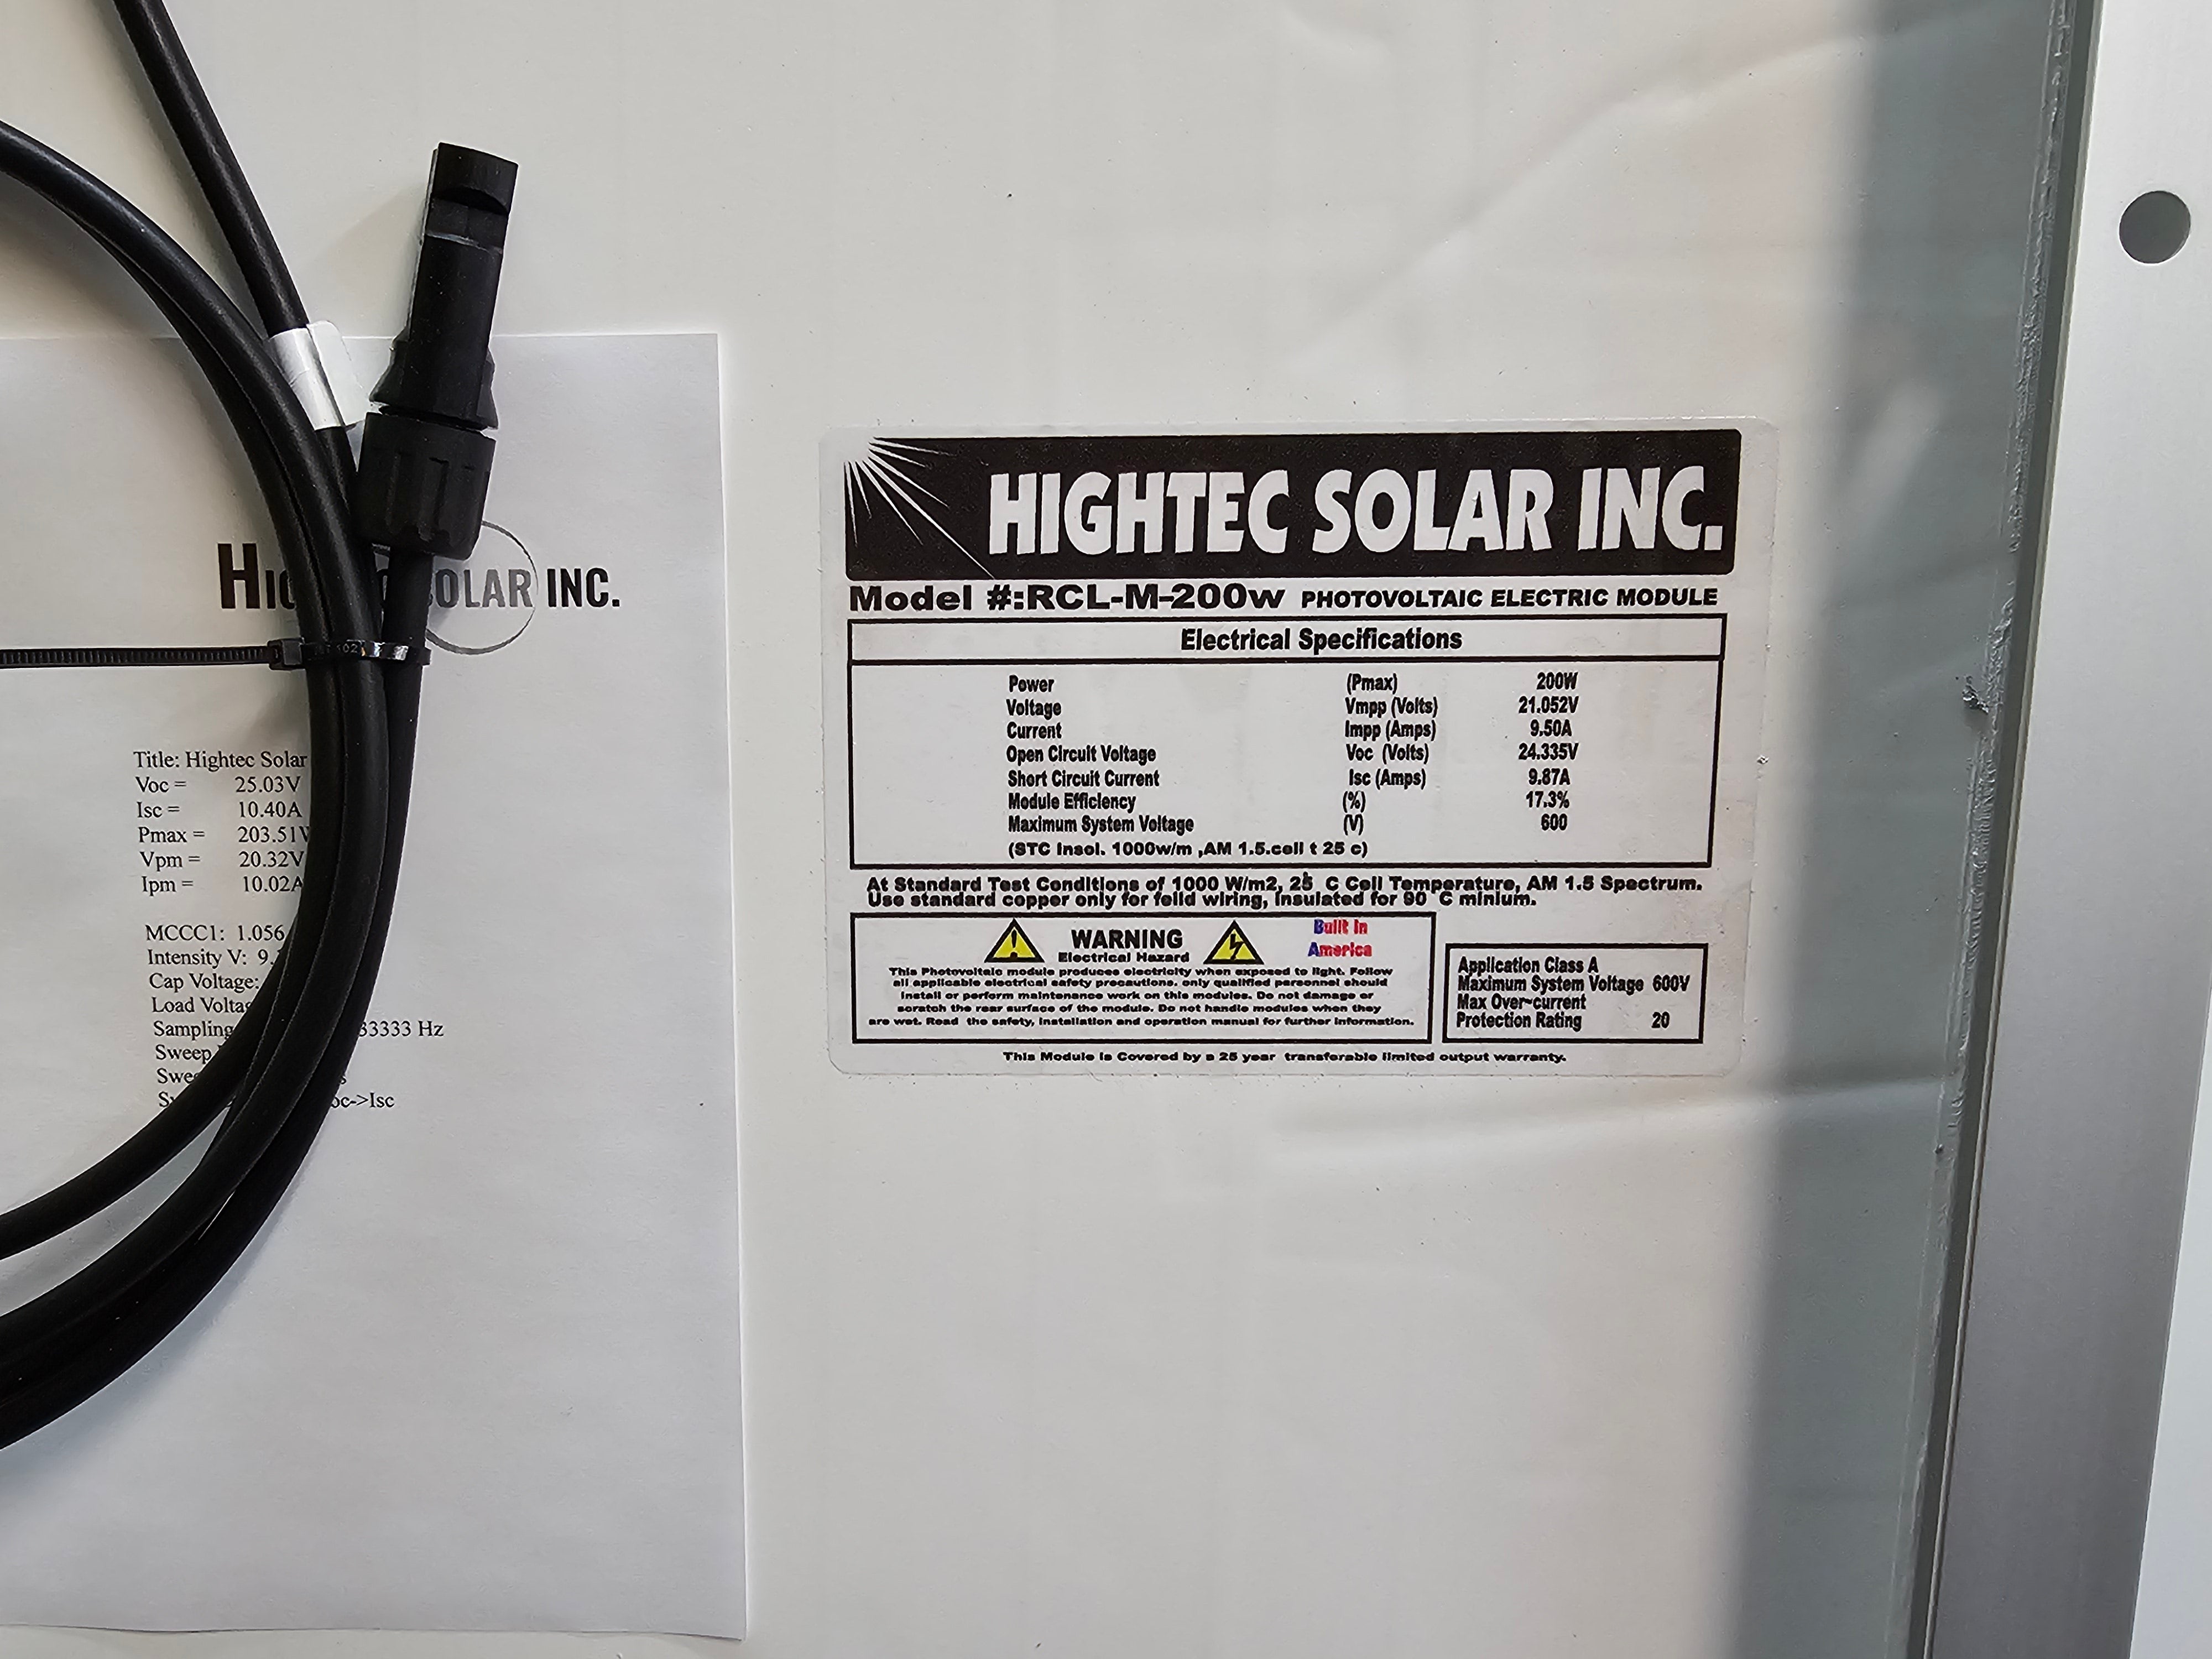 SOLAR INC.
Title: Hightec Solar
Voc = 25.03V
Isc = 10.40A
Pmax = 203.51W
Vpm = 20.32V
Ipm = 10.02A
MCCC1: 1.056
Intensity V: 9.
Cap Voltage:
Load Voltag
Sampling 33333 Hz
Sweep
Swee s
Sw oc->Isc
HIGHTEC SOLAR INC.
Model #:RCL-M-200w PHOTOVOLTAIC ELECTRIC MODULE
Electrical Specifications
Power (Pmax) 200W
Voltage Vmpp (Volts) 21.052V
Current Impp (Amps) 9.50A
Open Circuit Voltage Voc (Volts) 24.335V
Short Circuit Current Isc (Amps) 9.87A
Module Efficiency (%) 17.3%
Maximum System Voltage (V) 600
(STC Insol. 1000w/m ,AM 1.5.cell t 25 c)
At Standard Test Conditions of 1000 W/m2, 25 C Cell Temperature, AM 1.5 Spectrum.
Use standard copper only for feild wiring, insulated for 90 °C minium.
WARNING
Electrical Hazard
Built In
America
This Photovoltaic module produces electricity when exposed to light. Follow
all applicable electrical safety precautions. only qualified personnel should
install or perform maintenance work on this modules. Do not damage or
scratch the rear surface of the module. Do not handle modules when they
are wet. Read the safety, installation and operation manual for further information.
Application Class A
Maximum System Voltage 600V
Max Over-current
Protection Rating 20
This Module is Covered by a 25 year transferable limited output warranty.